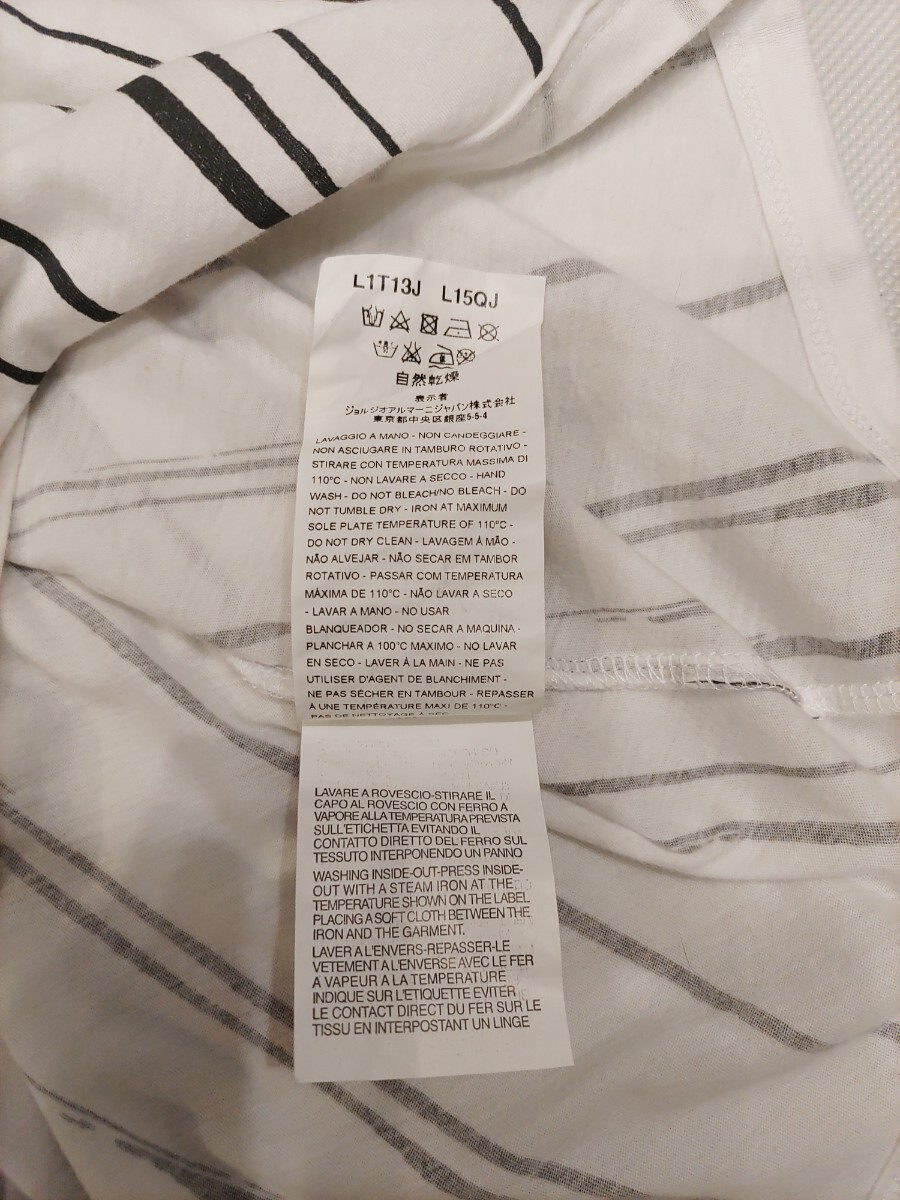 L1T13J L15QJ
自然乾燥
表示者
ジョルジオアルマーニジャパン株式会社
東京都中央区銀座5-5-4
LAVAGGIO A MANO - NON CANDEGGIARE -
NON ASCIUGARE IN TAMBURO ROTATIVO -
STIRARE CON TEMPERATURA MASSIMA DI
110°C - NON LAVARE A SECCO - HAND
WASH - DO NOT BLEACH/NO BLEACH - DO
NOT TUMBLE DRY - IRON AT MAXIMUM
SOLE PLATE TEMPERATURE OF 110°C -
DO NOT DRY CLEAN - LAVAGEM À MÃO -
NÃO ALVEJAR - NÃO SECAR EM TAMBOR
ROTATIVO - PASSAR COM TEMPERATURA
MÁXIMA DE 110°C - NÃO LAVAR A SECO
- LAVAR A MANO - NO USAR
BLANQUEADOR - NO SECAR A MAQUINA -
PLANCHAR A 100°C MAXIMO - NO LAVAR
EN SECO - LAVER À LA MAIN - NE PAS
UTILISER D'AGENT DE BLANCHIMENT -
NE PAS SÉCHER EN TAMBOUR - REPASSER
À UNE TEMPÉRATURE MAXI DE 110°C -
PAS DE NETTOYAGE À SEC
LAVARE A ROVESCIO-STIRARE IL
CAPO AL ROVESCIO CON FERRO A
VAPORE ALLA TEMPERATURA PREVISTA
SULL'ETICHETTA EVITANDO IL
CONTATTO DIRETTO DEL FERRO SUL
TESSUTO INTERPONENDO UN PANNO
WASHING INSIDE-OUT-PRESS INSIDE-
OUT WITH A STEAM IRON AT THE
TEMPERATURE SHOWN ON THE LABEL
PLACING A SOFT CLOTH BETWEEN THE
IRON AND THE GARMENT.
LAVER A L'ENVERS-REPASSER-LE
VETEMENT A L'ENVERSE AVEC LE FER
A VAPEUR A LA TEMPERATURE
INDIQUE SUR L'ETIQUETTE EVITER
LE CONTACT DIRECT DU FER SUR LE
TISSU EN INTERPOSTANT UN LINGE